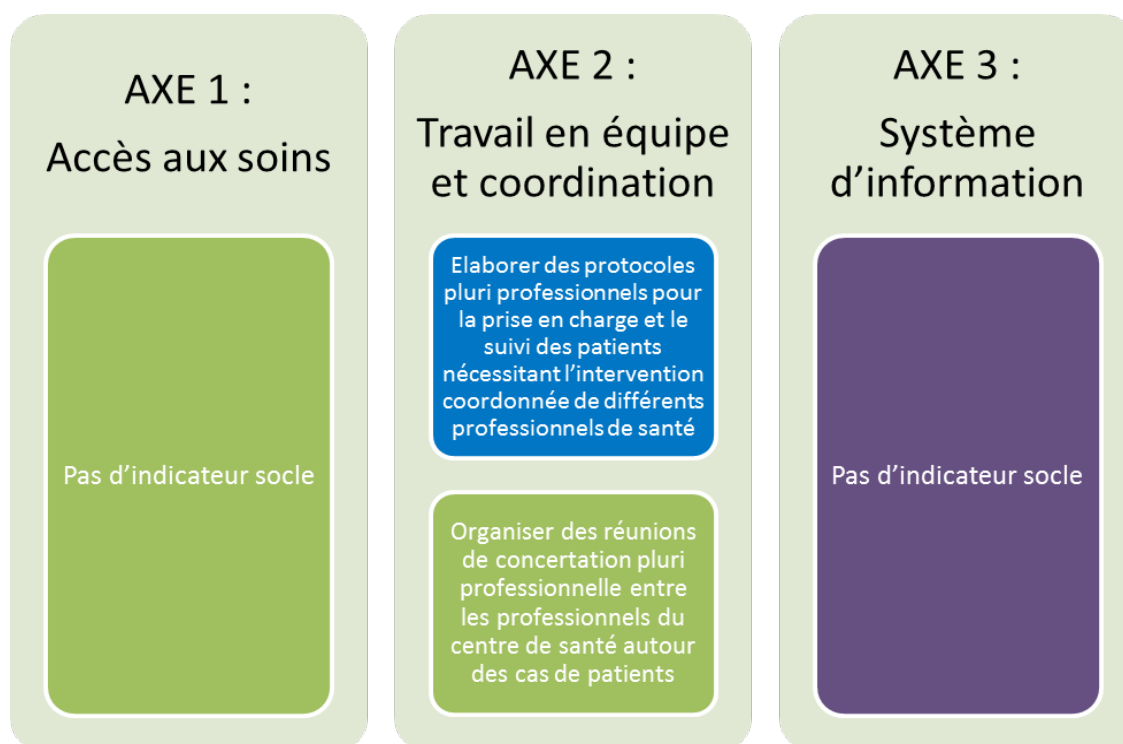 AXE 1 :
Accès aux soins
Pas d'indicateur socle
AXE 2 :
Travail en équipe
et coordination
Elaborer des protocoles
pluri professionnels pour
la prise en charge et le
suivi des patients
nécessitant l'intervention
coordonnée de différents
professionnels de santé
Organiser des réunions
de concertation pluri
professionnelle entre
les professionnels du
centre de santé autour
des cas de patients
AXE 3 :
Système
d'information
Pas d'indicateur socle